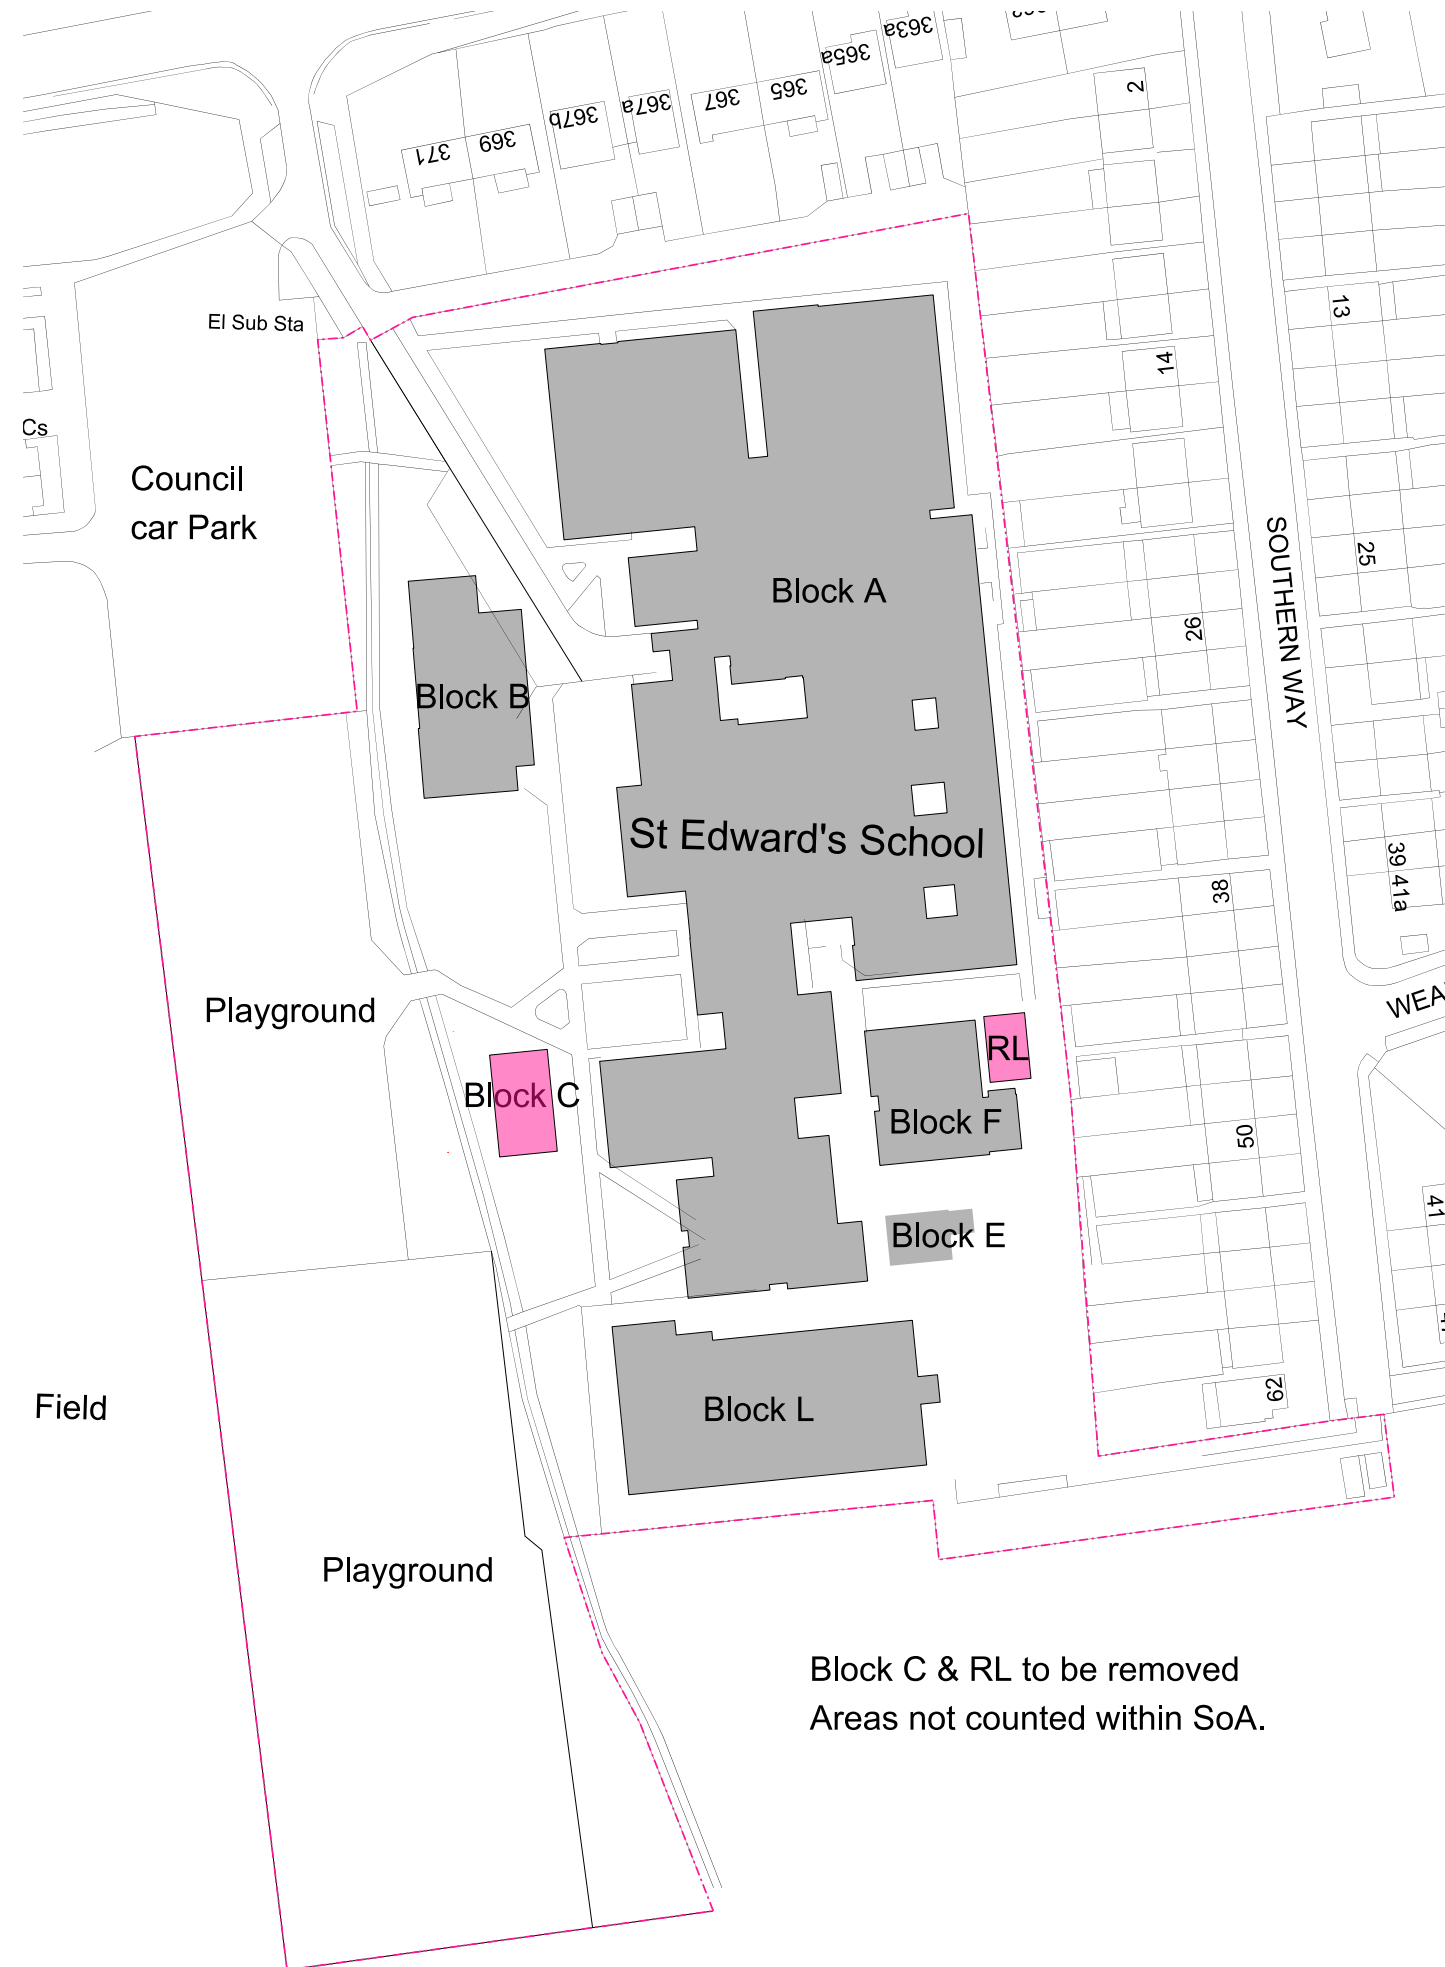 363a
365a
365
367
367a
367b
369
371
2
El Sub Sta
13
14
Cs
Council
car Park
SOUTHERN WAY
25
Block A
26
Block B
St Edward's School
39 41a
38
Playground
WEA
RL
Block C
Block F
50
41
Block E
62
Field
Block L
Playground
Block C & RL to be removed
Areas not counted within SoA.